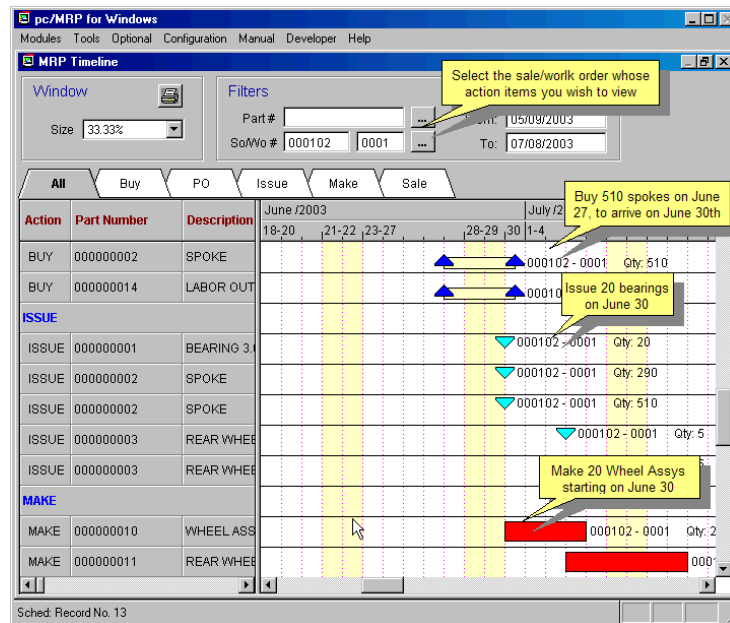 pc/MRP for Windows
Modules Tools Optional Configuration Manual Developer Help
MRP Timeline
Window
Size 33.33%
Filters
Part #
...
So/Wo # 000102 0001 ...
05/09/2003
To: 07/08/2003
Select the sale/worlk order whose
action items you wish to view
All Buy PO Issue Make Sale
Action Part Number Description
June /2003 July /2
18-20 21-22 23-27 28-29 30 1-4
Buy 510 spokes on June
27, to arrive on June 30th
BUY 000000002 SPOKE 000102 - 0001 Qty: 510
BUY 000000014 LABOR OUT
Issue 20 bearings
on June 30
ISSUE
ISSUE 000000001 BEARING 3. 000102 - 0001 Qty: 20
ISSUE 000000002 SPOKE 000102 - 0001 Qty: 290
ISSUE 000000002 SPOKE 000102 - 0001 Qty: 510
ISSUE 000000003 REAR WHEE 000102 - 0001 Qty: 5
ISSUE 000000003 REAR WHEE
Make 20 Wheel Assys
starting on June 30
MAKE
MAKE 000000010 WHEEL ASS 000102 - 0001 Qty: 2
MAKE 000000011 REAR WHEE 000
Sched: Record No. 13